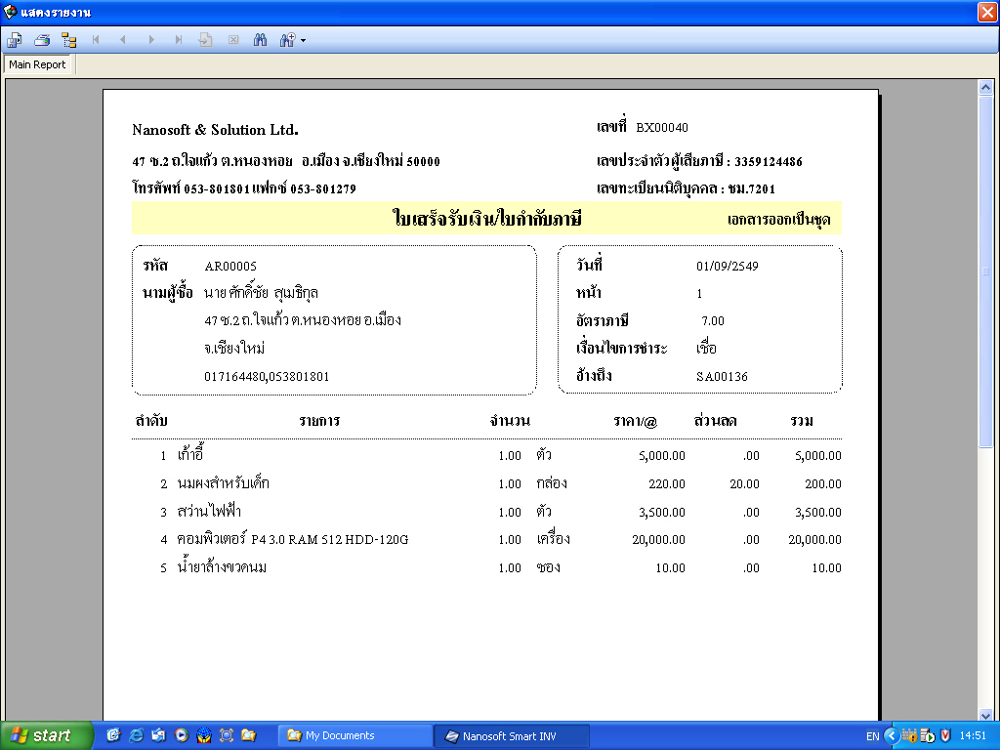 แสดงรายงาน
Main Report
Nanosoft & Solution Ltd.
เลขที่ BX00040
47 ซ.2 ถ.ใจแก้ว ต.หนองหอย อ.เมือง จ.เชียงใหม่ 50000
เลขประจำตัวผู้เสียภาษี : 3359124486
โทรศัพท์ 053-801801 แฟกซ์ 053-801279
เลขทะเบียนนิติบุคคล : ชม.7201
ใบเสร็จรับเงิน/ใบกำกับภาษี เอกสารออกเป็นชุด
รหัส AR00005
นามผู้ซื้อ นาย ศักดิ์ชัย สุเมธิกุล
47 ซ.2 ถ.ใจแก้ว ต.หนองหอย อ.เมือง
จ.เชียงใหม่
017164480,053801801
วันที่ 01/09/2549
หน้า 1
อัตราภาษี 7.00
เงื่อนไขการชำระ เชื่อ
อ้างถึง SA00136
ลำดับ รายการ จำนวน ราคา/@ ส่วนลด รวม
1 เก้าอี้ 1.00 ตัว 5,000.00 .00 5,000.00
2 นมผงสำหรับเด็ก 1.00 กล่อง 220.00 20.00 200.00
3 สว่านไฟฟ้า 1.00 ตัว 3,500.00 .00 3,500.00
4 คอมพิวเตอร์ P4 3.0 RAM 512 HDD-120G 1.00 เครื่อง 20,000.00 .00 20,000.00
5 น้ำยาล้างขวดนม 1.00 ซอง 10.00 .00 10.00
start My Documents Nanosoft Smart INV EN 14:51